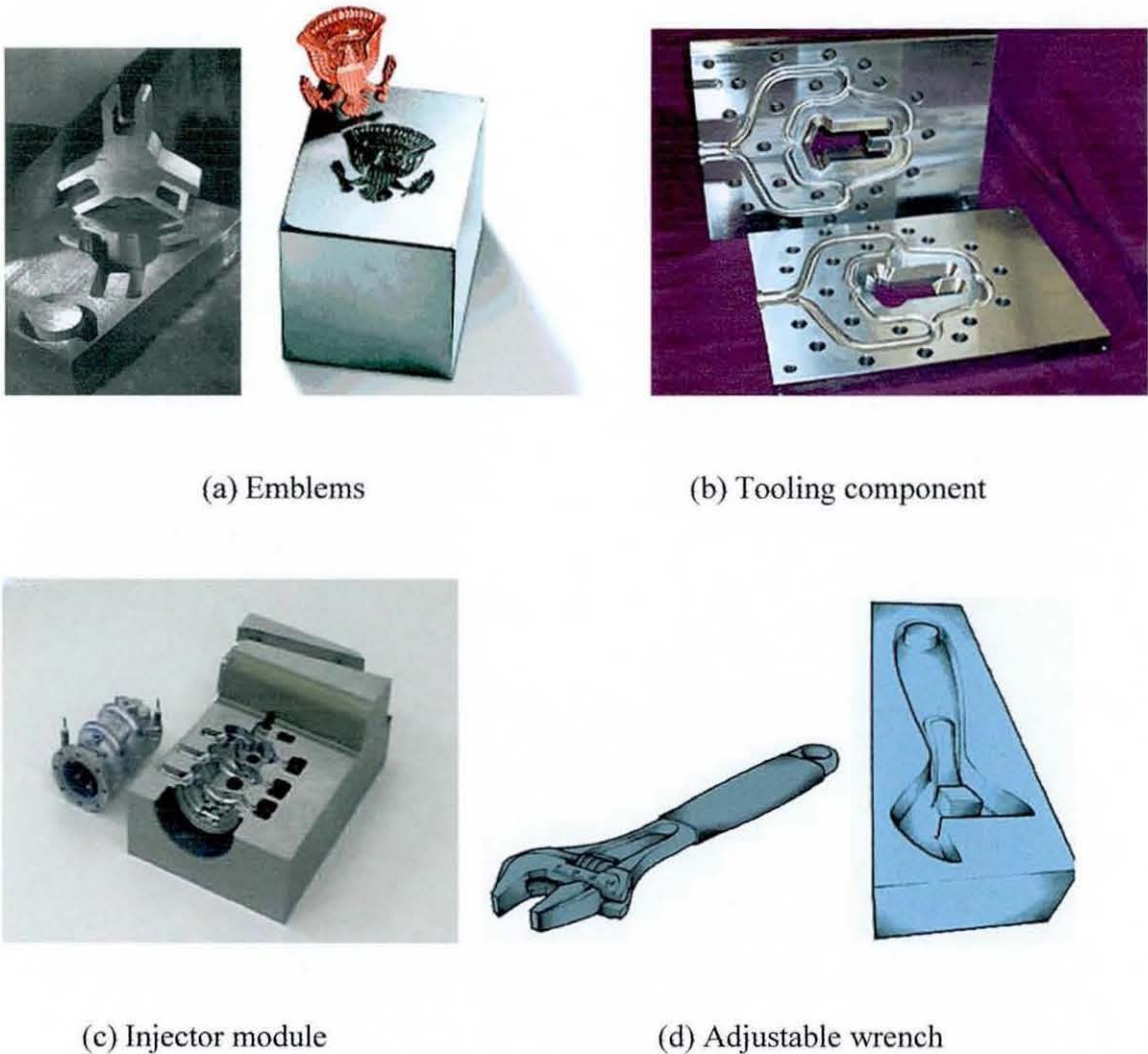 (a) Emblems
(b) Tooling component
(c) Injector module
(d) Adjustable wrench